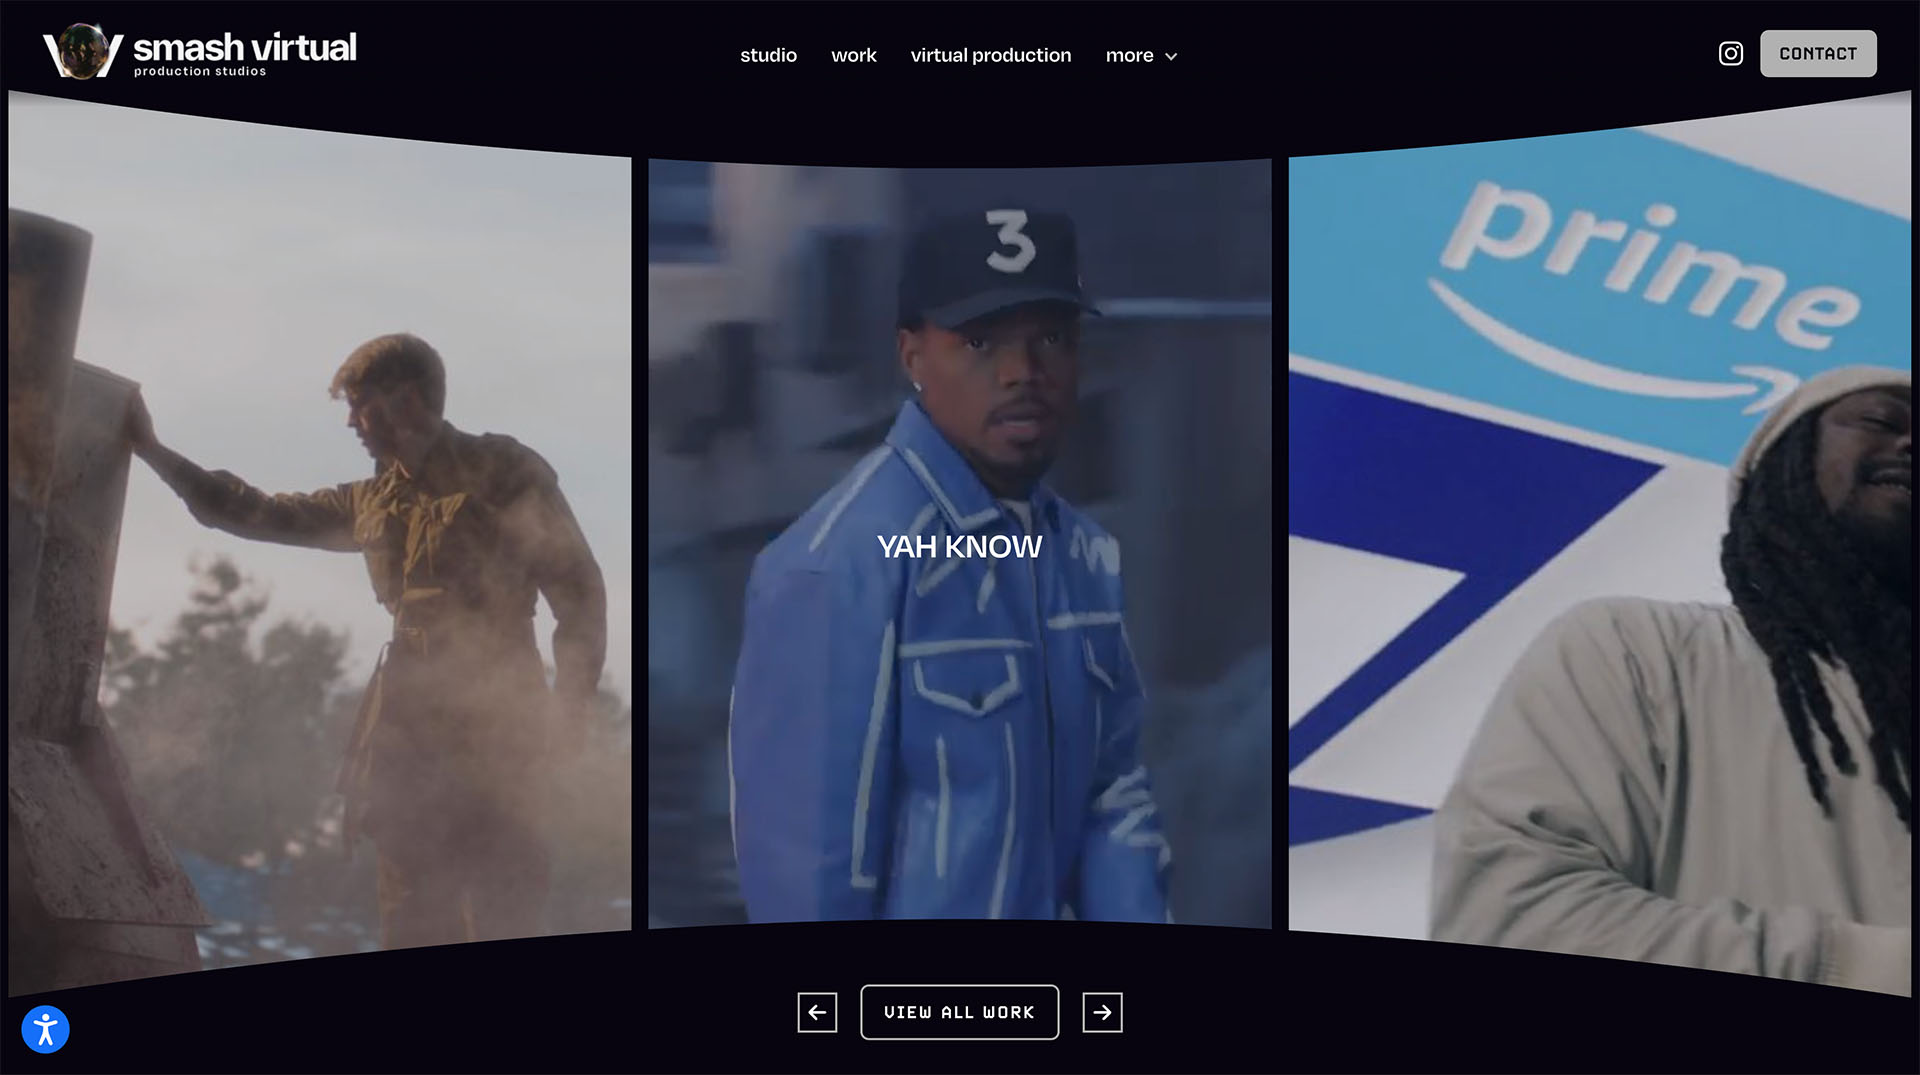 smash virtual
production studios
studio
work
virtual production
more
CONTACT
3
prime
YAH KNOW
VIEW ALL WORK